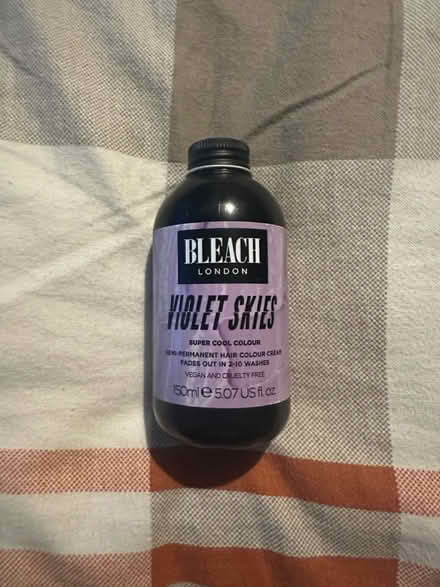 BLEACH
LONDON
VIOLET SKIES
SUPER COOL COLOUR
SEMI-PERMANENT HAIR COLOUR CREAM
FADES OUT IN 2-10 WASHES
VEGAN AND CRUELTY FREE
150ml ℮ 5.07 US fl. oz.